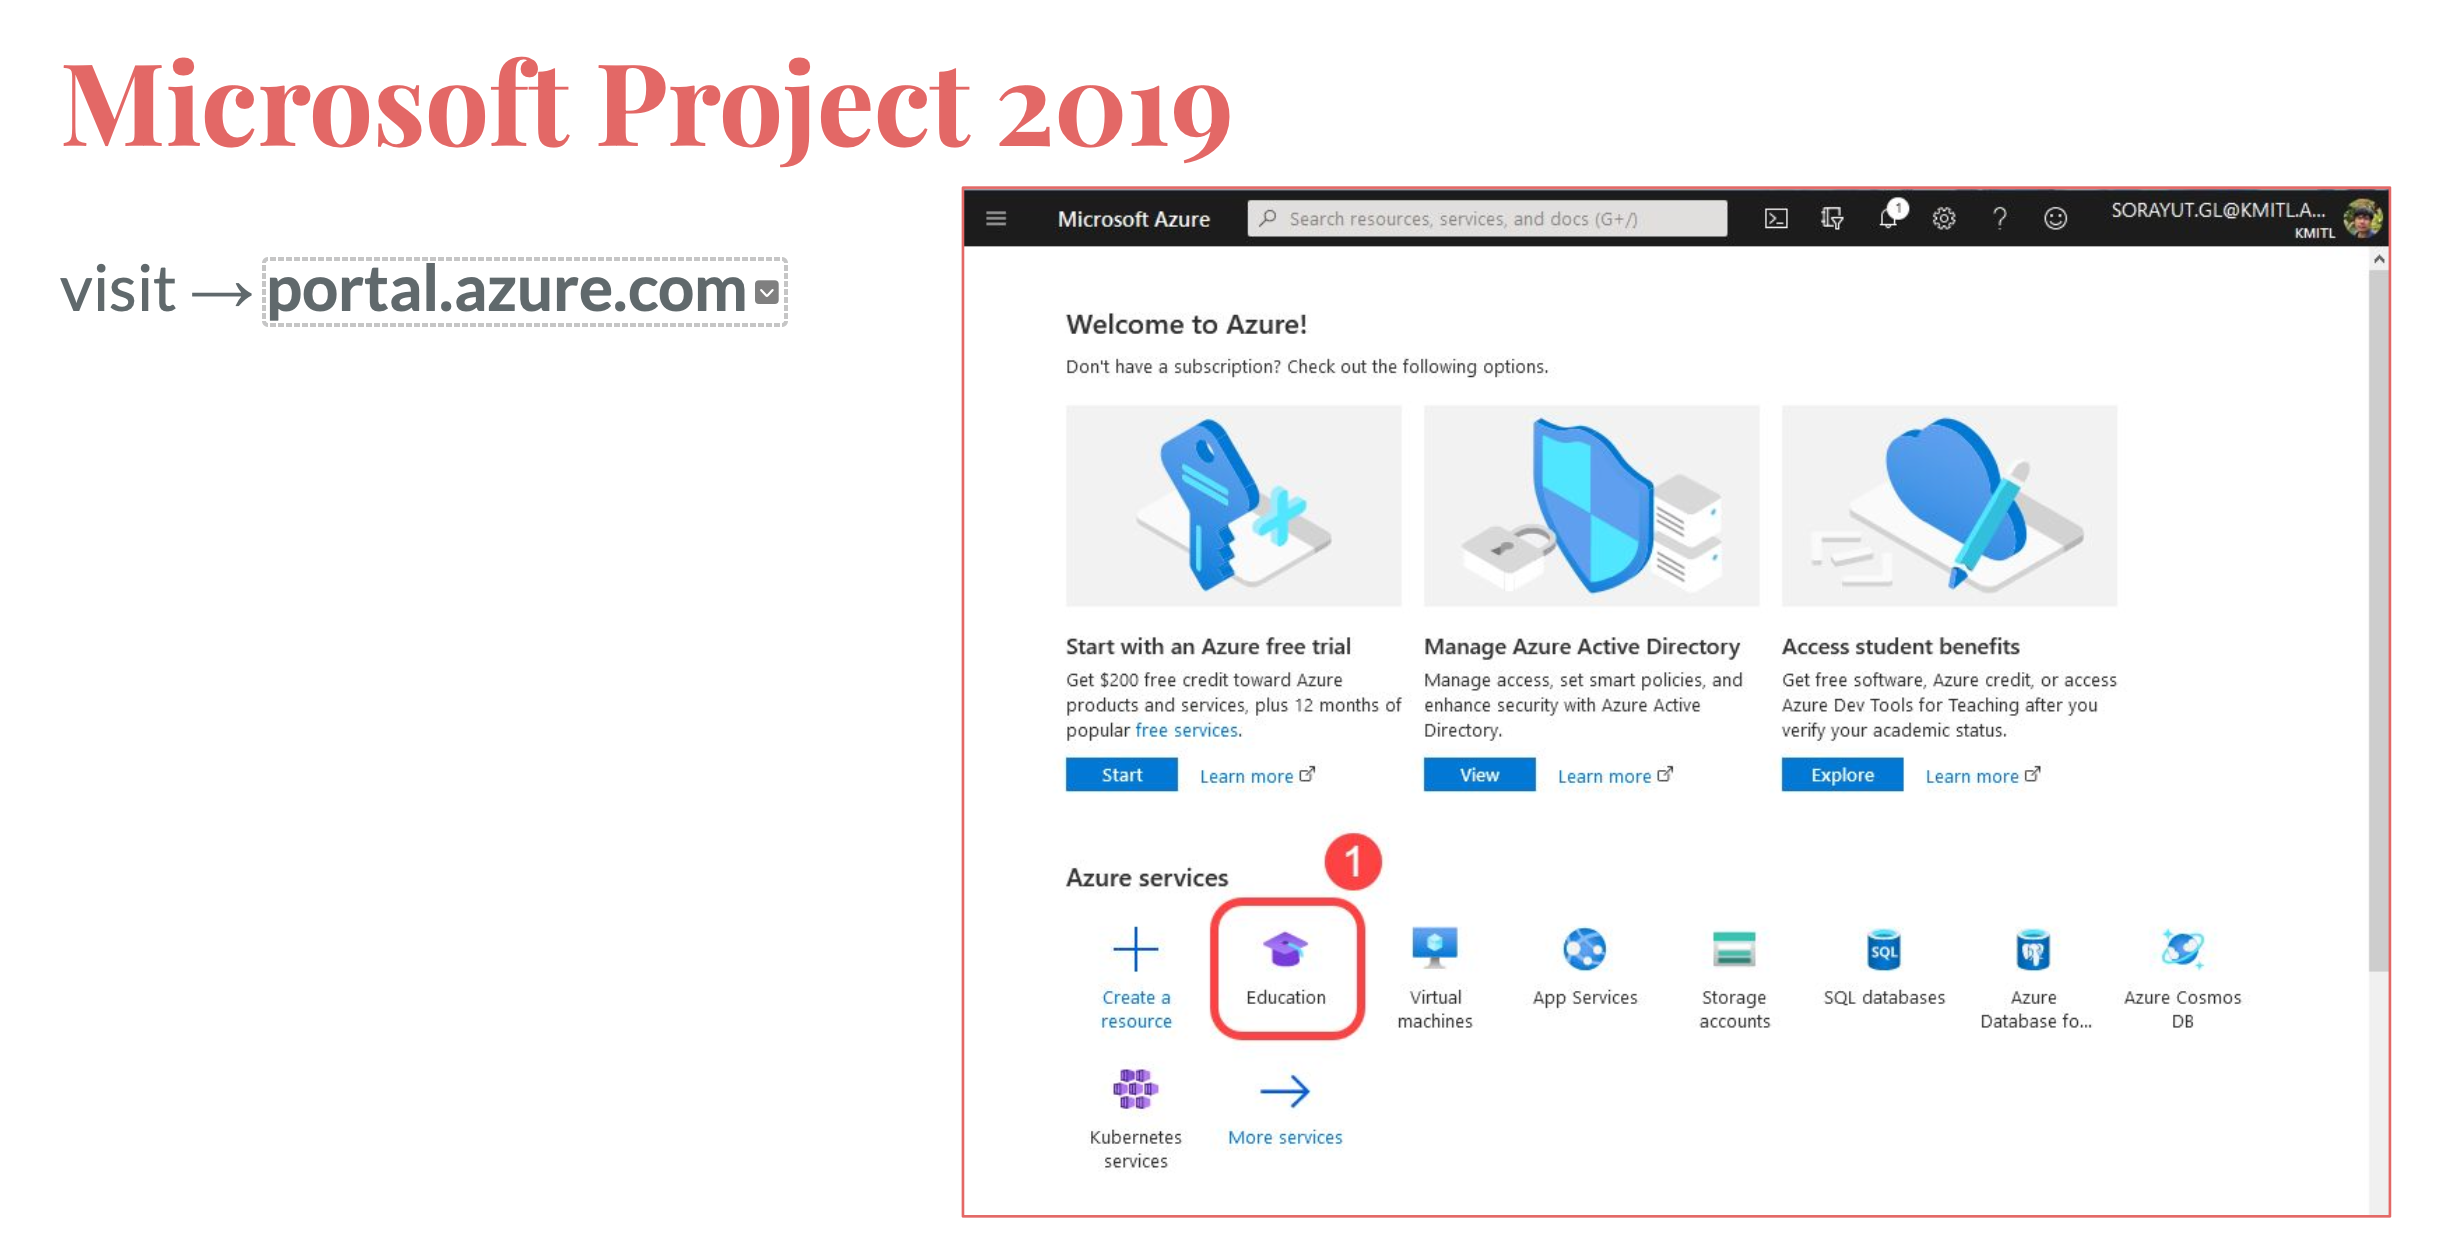 Microsoft Project 2019
visit → portal.azure.com
Microsoft Azure
Search resources, services, and docs (G+/)
1
SORAYUT.GL@KMITL.A...
KMITL
Welcome to Azure!
Don't have a subscription? Check out the following options.
Start with an Azure free trial
Get $200 free credit toward Azure
products and services, plus 12 months of
popular free services.
Start
Learn more
Manage Azure Active Directory
Manage access, set smart policies, and
enhance security with Azure Active
Directory.
View
Learn more
Access student benefits
Get free software, Azure credit, or access
Azure Dev Tools for Teaching after you
verify your academic status.
Explore
Learn more
Azure services
1
Create a
resource
Education
Virtual
machines
App Services
Storage
accounts
SQL
SQL databases
Azure
Database fo...
Azure Cosmos
DB
Kubernetes
services
More services